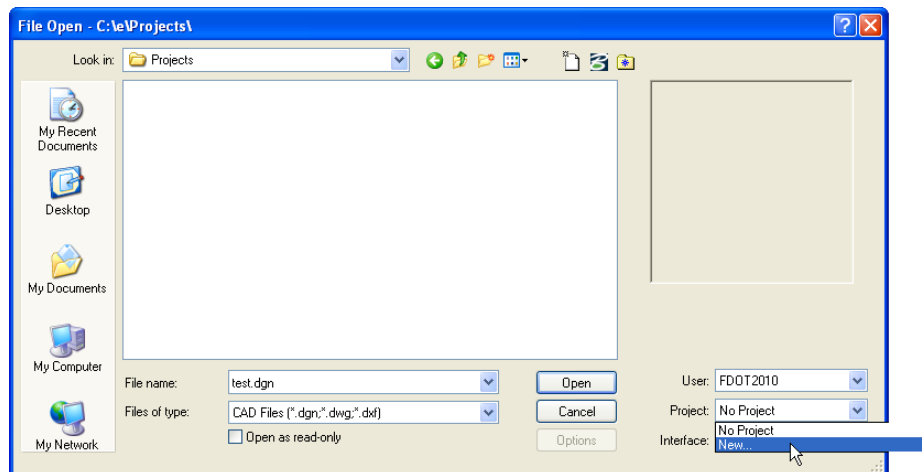 File Open - C:\e\Projects\
Look in: Projects
My Recent
Documents
Desktop
My Documents
My Computer
My Network
File name: test.dgn Open
Files of type: CAD Files (*.dgn;*.dwg;*.dxf) Cancel
Open as read-only Options
User: FDOT2010
Project: No Project
No Project
Interface: New...